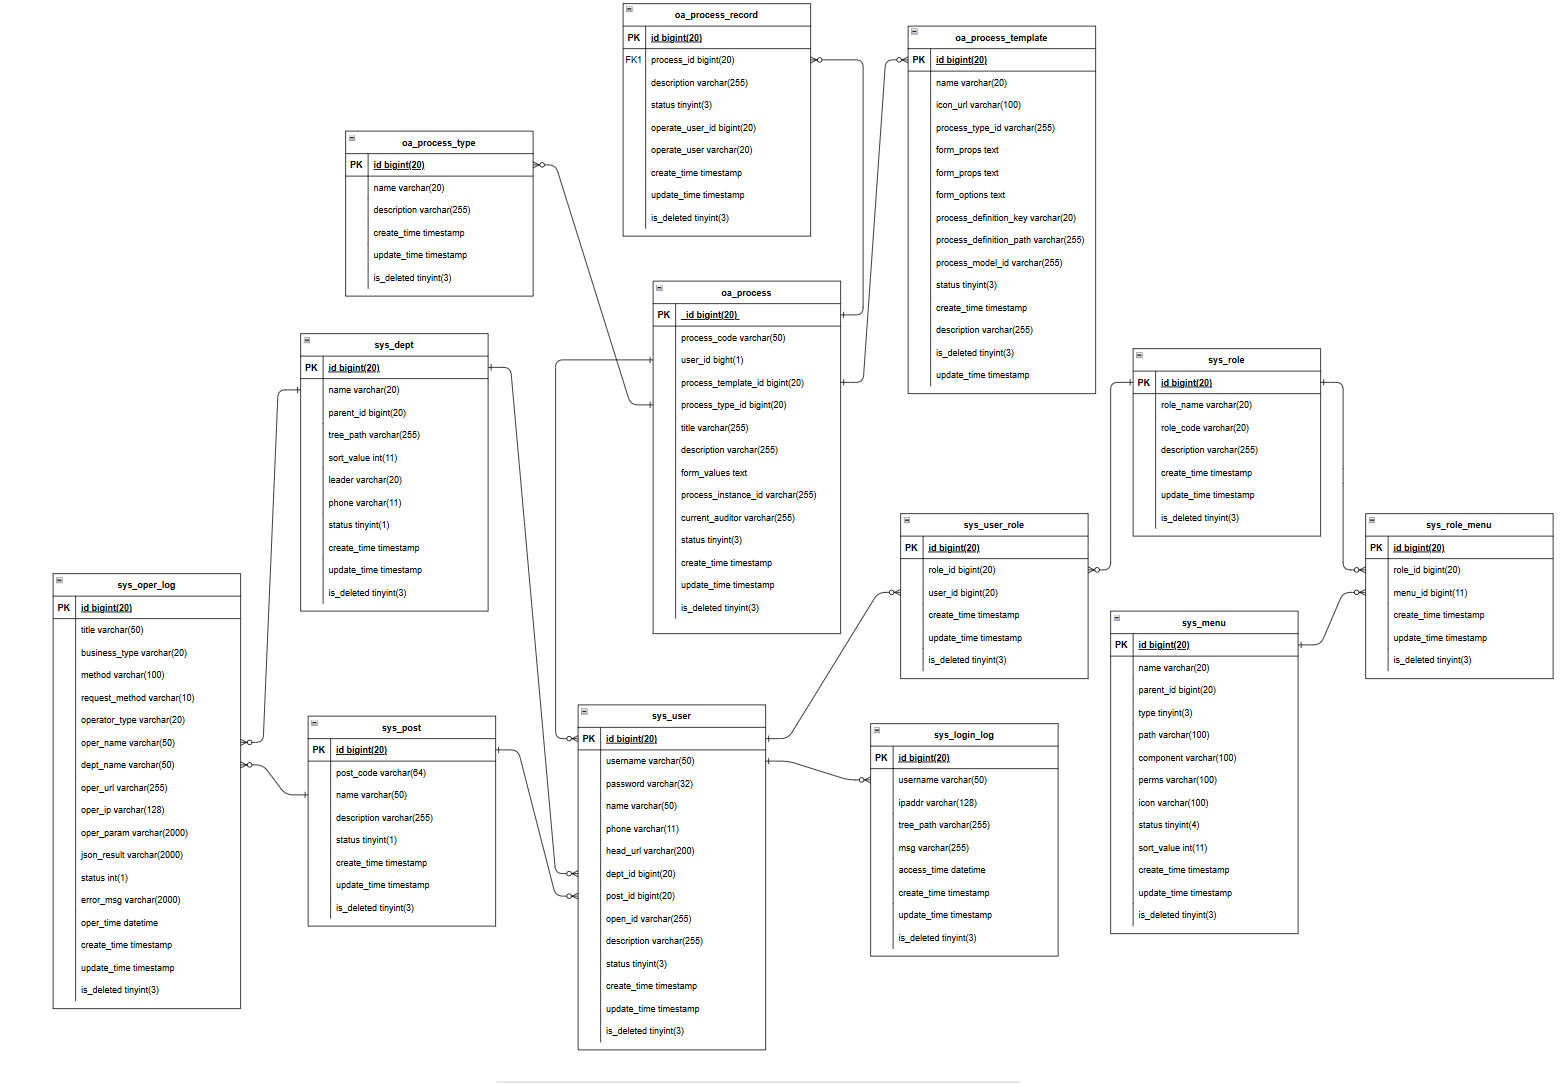 oa_process_record
PK id bigint(20)
FK1 process_id bigint(20)
description varchar(255)
status tinyint(3)
operate_user_id bigint(20)
operate_user varchar(20)
create_time timestamp
update_time timestamp
is_deleted tinyint(3)
oa_process_template
PK id bigint(20)
name varchar(20)
icon_url varchar(100)
process_type_id varchar(255)
form_props text
form_props text
form_options text
process_definition_key varchar(20)
process_definition_path varchar(255)
process_model_id varchar(255)
status tinyint(3)
create_time timestamp
description varchar(255)
is_deleted tinyint(3)
update_time timestamp
oa_process_type
PK id bigint(20)
name varchar(20)
description varchar(255)
create_time timestamp
update_time timestamp
is_deleted tinyint(3)
oa_process
PK id bigint(20)
process_code varchar(50)
user_id bight(1)
process_template_id bigint(20)
process_type_id bigint(20)
title varchar(255)
description varchar(255)
form_values text
process_instance_id varchar(255)
current_auditor varchar(255)
status tinyint(3)
create_time timestamp
update_time timestamp
is_deleted tinyint(3)
sys_dept
PK id bigint(20)
name varchar(20)
parent_id bigint(20)
tree_path varchar(255)
sort_value int(11)
leader varchar(20)
phone varchar(11)
status tinyint(1)
create_time timestamp
update_time timestamp
is_deleted tinyint(3)
sys_role
PK id bigint(20)
role_name varchar(20)
role_code varchar(20)
description varchar(255)
create_time timestamp
update_time timestamp
is_deleted tinyint(3)
sys_user_role
PK id bigint(20)
role_id bigint(20)
user_id bigint(20)
create_time timestamp
update_time timestamp
is_deleted tinyint(3)
sys_role_menu
PK id bigint(20)
role_id bigint(20)
menu_id bigint(11)
create_time timestamp
update_time timestamp
is_deleted tinyint(3)
sys_oper_log
PK id bigint(20)
title varchar(50)
business_type varchar(20)
method varchar(100)
request_method varchar(10)
operator_type varchar(20)
oper_name varchar(50)
dept_name varchar(50)
oper_url varchar(255)
oper_ip varchar(128)
oper_param varchar(2000)
json_result varchar(2000)
status int(1)
error_msg varchar(2000)
oper_time datetime
create_time timestamp
update_time timestamp
is_deleted tinyint(3)
sys_menu
PK id bigint(20)
name varchar(20)
parent_id bigint(20)
type tinyint(3)
path varchar(100)
component varchar(100)
perms varchar(100)
icon varchar(100)
status tinyint(4)
sort_value int(11)
create_time timestamp
update_time timestamp
is_deleted tinyint(3)
sys_post
PK id bigint(20)
post_code varchar(64)
name varchar(50)
description varchar(255)
status tinyint(1)
create_time timestamp
update_time timestamp
is_deleted tinyint(3)
sys_user
PK id bigint(20)
username varchar(50)
password varchar(32)
name varchar(50)
phone varchar(11)
head_url varchar(200)
dept_id bigint(20)
post_id bigint(20)
open_id varchar(255)
description varchar(255)
status tinyint(3)
create_time timestamp
update_time timestamp
is_deleted tinyint(3)
sys_login_log
PK id bigint(20)
username varchar(50)
ipaddr varchar(128)
tree_path varchar(255)
msg varchar(255)
access_time datetime
create_time timestamp
update_time timestamp
is_deleted tinyint(3)